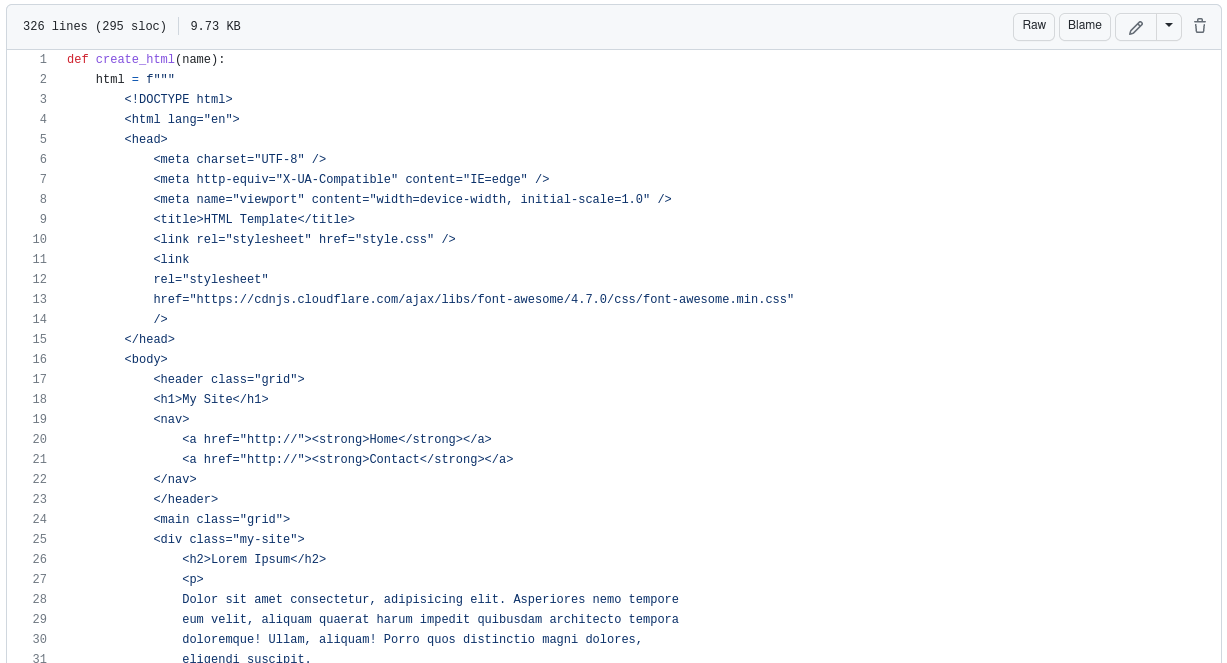 326 lines (295 sloc) 9.73 KB Raw Blame
1 def create_html(name):
2 html = f"""
3 <!DOCTYPE html>
4 <html lang="en">
5 <head>
6 <meta charset="UTF-8" />
7 <meta http-equiv="X-UA-Compatible" content="IE=edge" />
8 <meta name="viewport" content="width=device-width, initial-scale=1.0" />
9 <title>HTML Template</title>
10 <link rel="stylesheet" href="style.css" />
11 <link
12 rel="stylesheet"
13 href="https://cdnjs.cloudflare.com/ajax/libs/font-awesome/4.7.0/css/font-awesome.min.css"
14 />
15 </head>
16 <body>
17 <header class="grid">
18 <h1>My Site</h1>
19 <nav>
20 <a href="http://"><strong>Home</strong></a>
21 <a href="http://"><strong>Contact</strong></a>
22 </nav>
23 </header>
24 <main class="grid">
25 <div class="my-site">
26 <h2>Lorem Ipsum</h2>
27 <p>
28 Dolor sit amet consectetur, adipisicing elit. Asperiores nemo tempore
29 eum velit, aliquam quaerat harum impedit quibusdam architecto tempora
30 doloremque! Ullam, aliquam! Porro quos distinctio magni dolores,
31 eligendi suscipit.